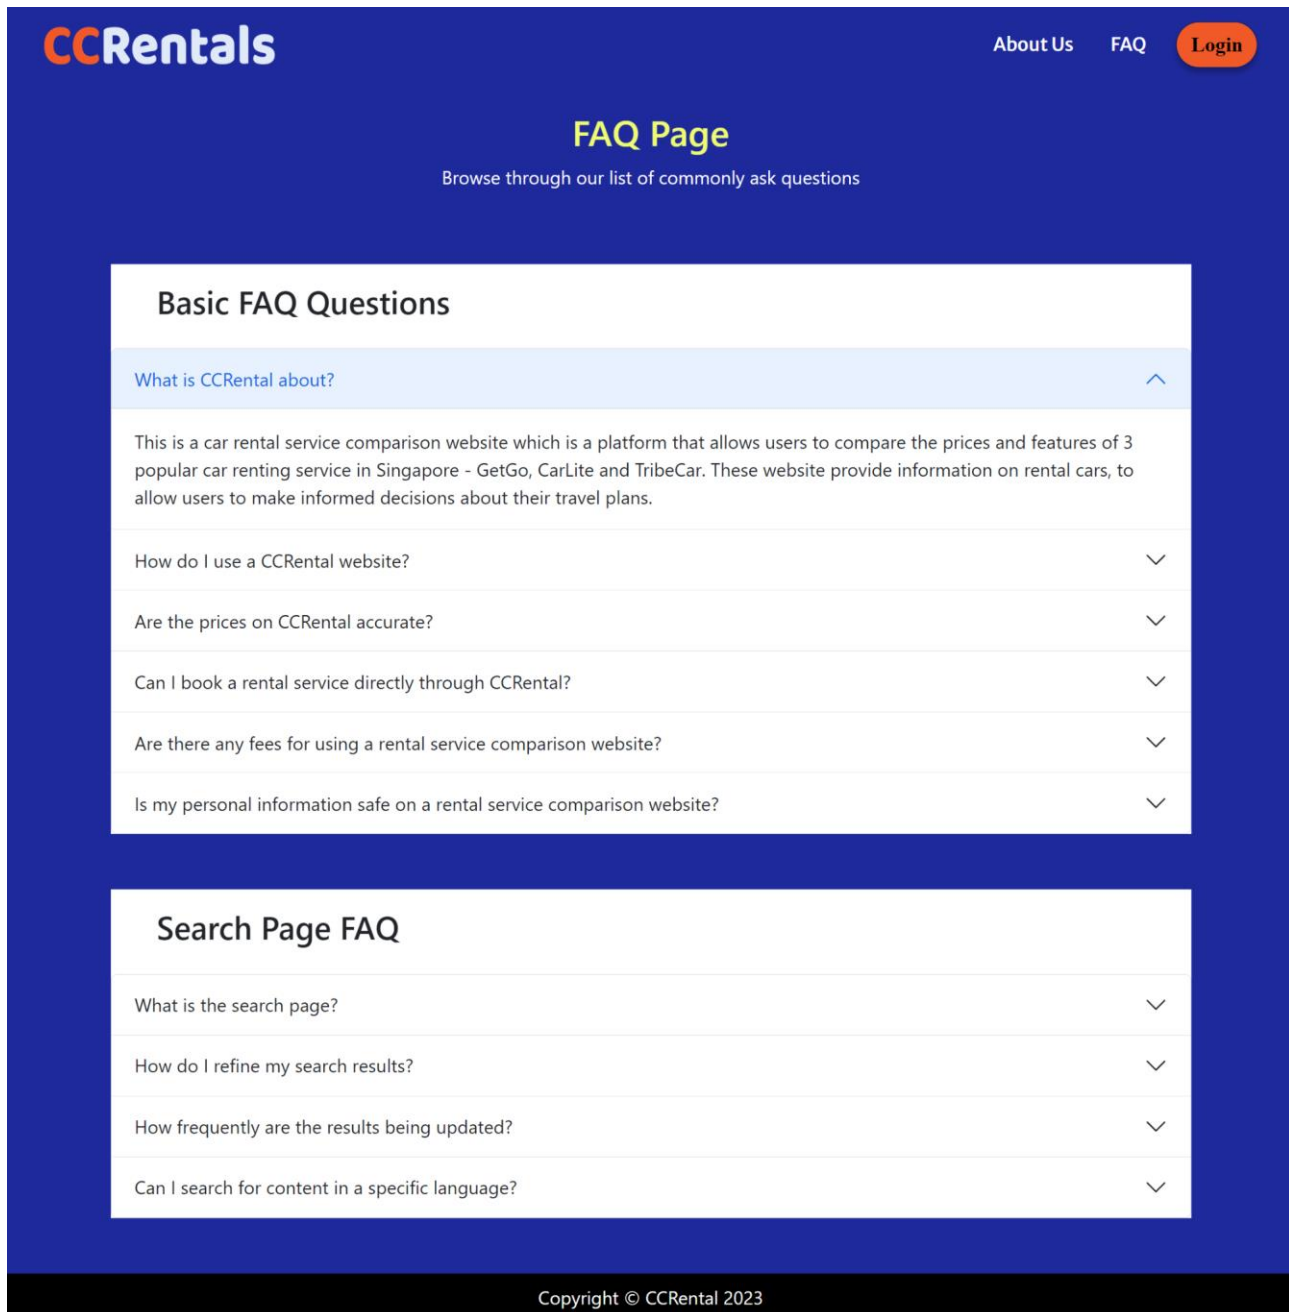 CCRentals
About Us FAQ Login
FAQ Page
Browse through our list of commonly ask questions
Basic FAQ Questions
What is CCRental about?
This is a car rental service comparison website which is a platform that allows users to compare the prices and features of 3
popular car renting service in Singapore - GetGo, CarLite and TribeCar. These website provide information on rental cars, to
allow users to make informed decisions about their travel plans.
How do I use a CCRental website?
Are the prices on CCRental accurate?
Can I book a rental service directly through CCRental?
Are there any fees for using a rental service comparison website?
Is my personal information safe on a rental service comparison website?
Search Page FAQ
What is the search page?
How do I refine my search results?
How frequently are the results being updated?
Can I search for content in a specific language?
Copyright © CCRental 2023